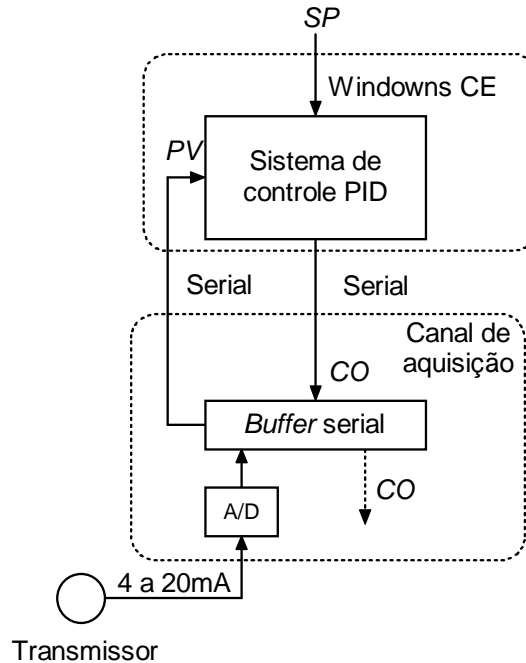 SP
Windowns CE
PV
Sistema de
controle PID
Serial
Serial
Canal de
aquisição
CO
Buffer serial
CO
A/D
4 a 20mA
Transmissor